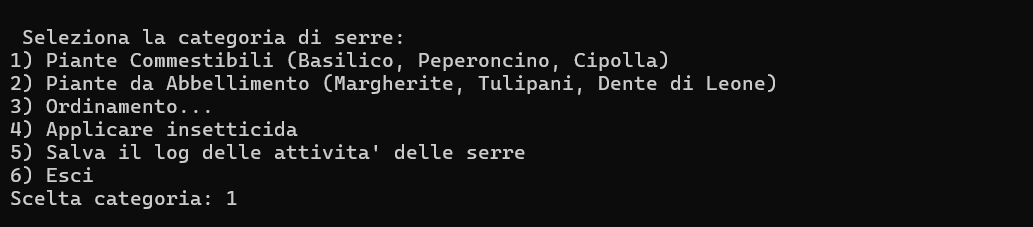 Seleziona la categoria di serre:
1) Piante Commestibili (Basilico, Peperoncino, Cipolla)
2) Piante da Abbellimento (Margherite, Tulipani, Dente di Leone)
3) Ordinamento...
4) Applicare insetticida
5) Salva il log delle attivita' delle serre
6) Esci
Scelta categoria: 1